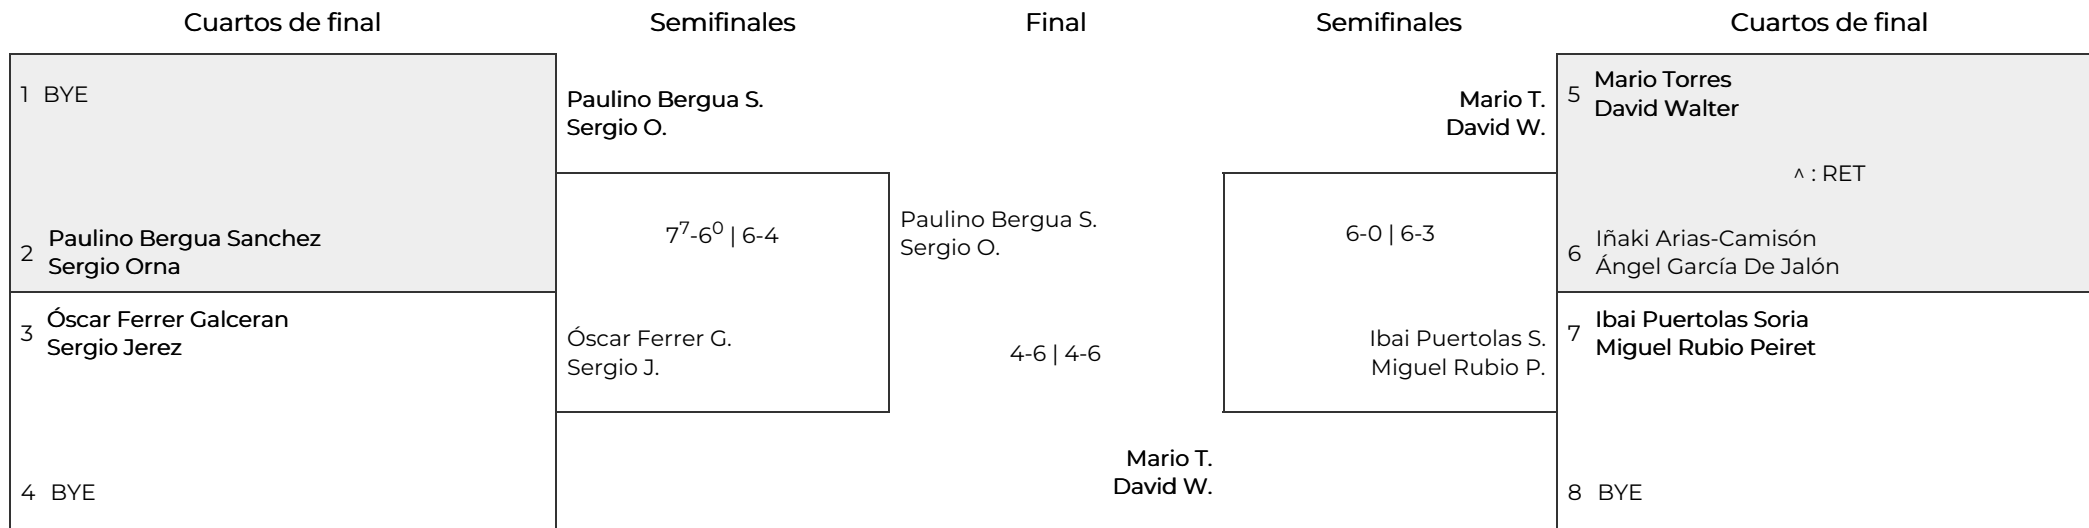 Cuartos de final
Semifinales
Final
Semifinales
Cuartos de final
1 BYE
2 Paulino Bergua Sanchez
Sergio Orna
3 Óscar Ferrer Galceran
Sergio Jerez
4 BYE
Paulino Bergua S.
Sergio O.
7⁷-6⁰ | 6-4
Óscar Ferrer G.
Sergio J.
Paulino Bergua S.
Sergio O.
4-6 | 4-6
Mario T.
David W.
Mario T.
David W.
6-0 | 6-3
Ibai Puertolas S.
Miguel Rubio P.
5 Mario Torres
David Walter
^ : RET
6 Iñaki Arias-Camisón
Ángel García De Jalón
7 Ibai Puertolas Soria
Miguel Rubio Peiret
8 BYE